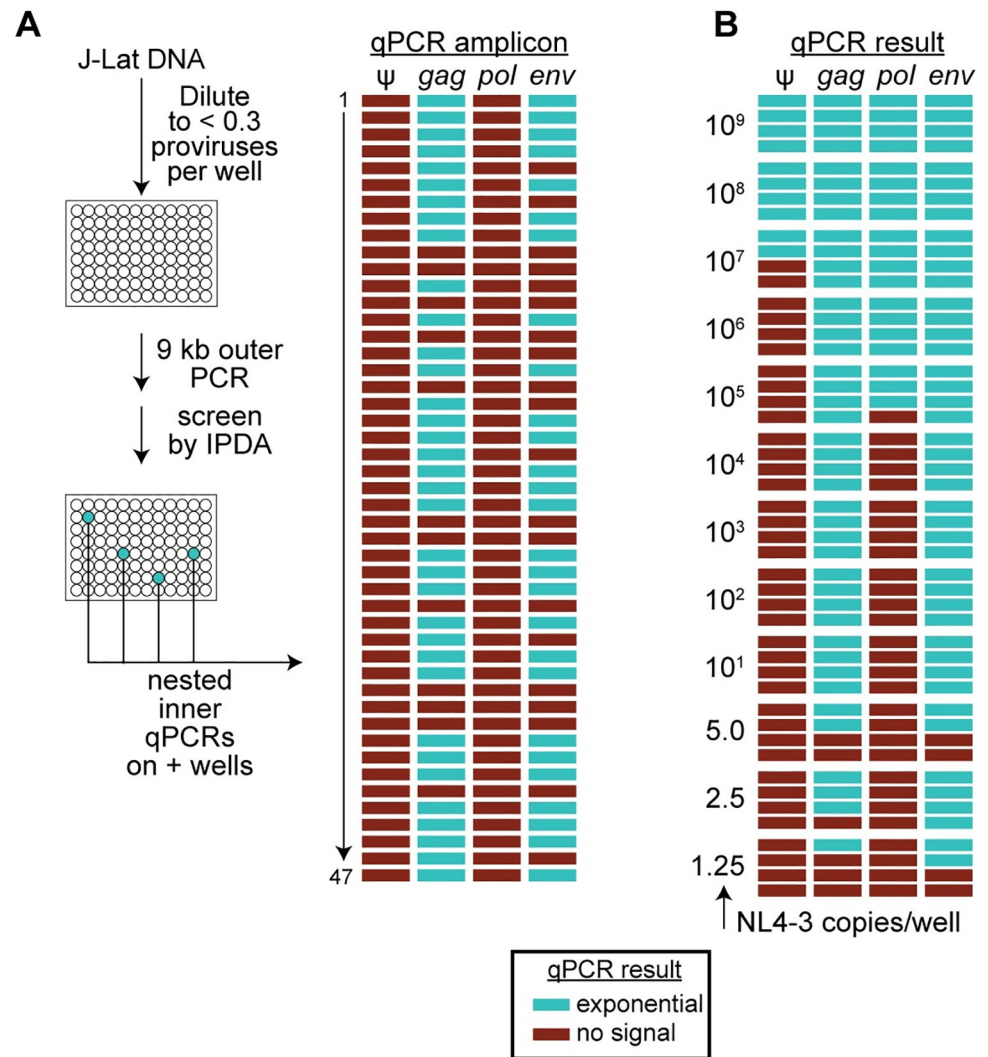 A
J-Lat DNA
Dilute
to < 0.3
proviruses
per well
9 kb outer
PCR
screen
by IPDA
nested
inner
qPCRs
on + wells
qPCR amplicon
ψ gag pol env
1
47
B
qPCR result
ψ gag pol env
10⁹
10⁸
10⁷
10⁶
10⁵
10⁴
10³
10²
10¹
5.0
2.5
1.25
NL4-3 copies/well
qPCR result
exponential
no signal